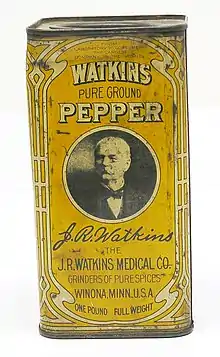 WATKINS
PURE GROUND
PEPPER
J.R. Watkins
THE
J.R. WATKINS MEDICAL CO.
GRINDERS OF PURE SPICES
WINONA, MINN. U.S.A.
ONE POUND FULL WEIGHT